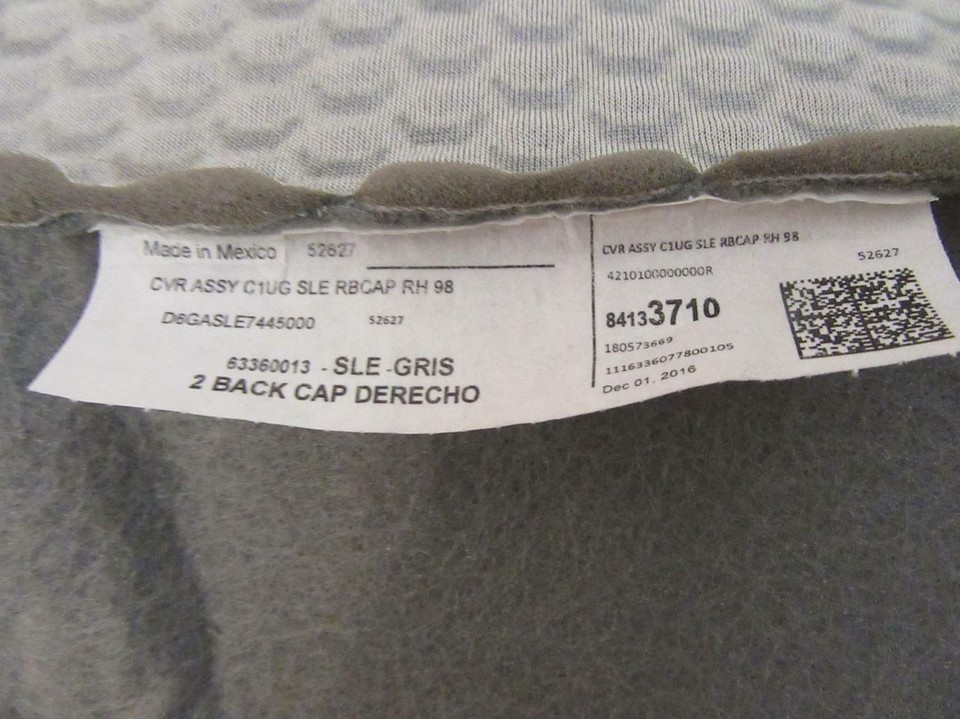 Made in Mexico 52627
CVR ASSY C1UG SLE RBCAP RH 98
D6GASLE7445000 52627
63360013 - SLE -GRIS
2 BACK CAP DERECHO
CVR ASSY C1UG SLE RBCAP RH 98
52627
4210100000000R
84133710
180573669
1116336077800105
Dec 01, 2016